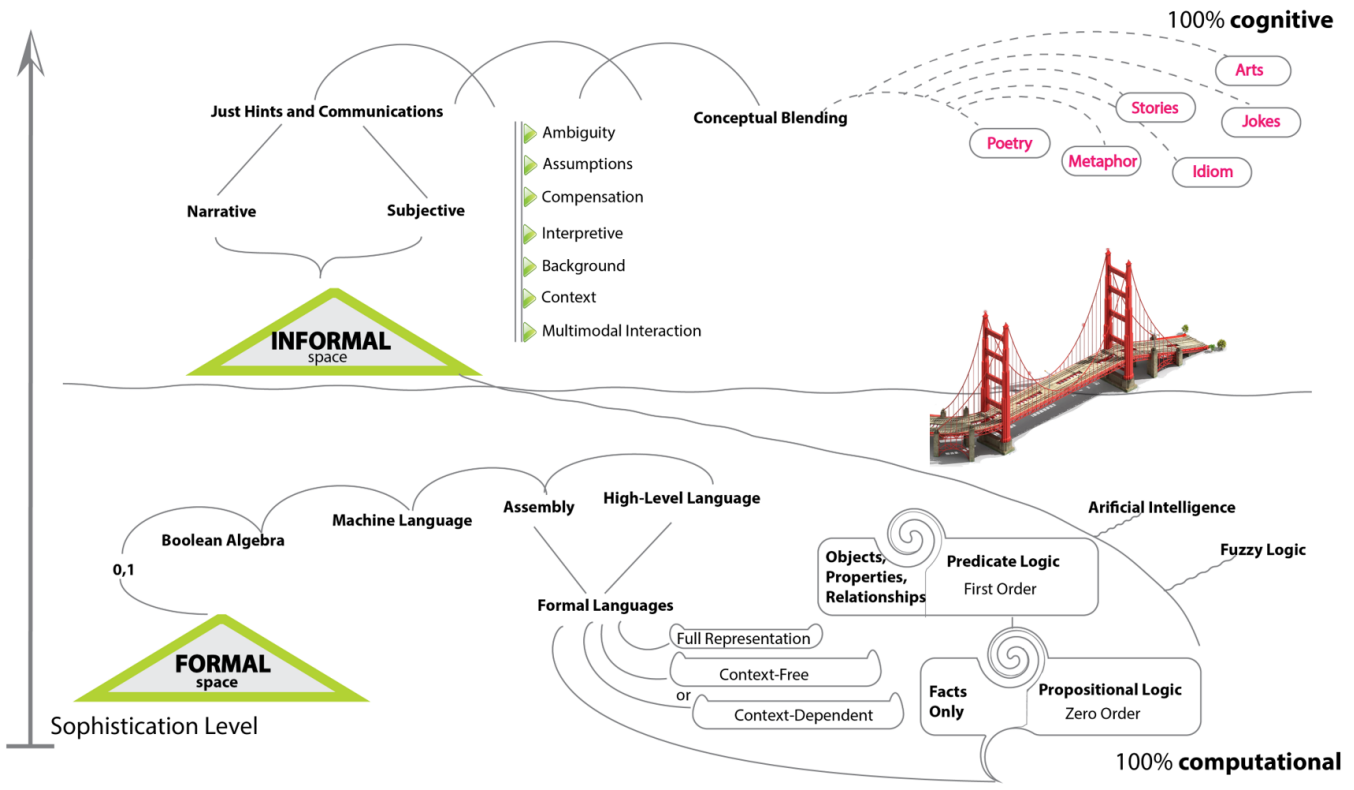 100% cognitive
Arts
Stories
Jokes
Poetry
Metaphor
Idiom
Just Hints and Communications
Conceptual Blending
Narrative
Subjective
Ambiguity
Assumptions
Compensation
Interpretive
Background
Context
Multimodal Interaction
INFORMAL
space
High-Level Language
Assembly
Machine Language
Boolean Algebra
0,1
Formal Languages
Full Representation
Context-Free
or
Context-Dependent
Arificial Intelligence
Fuzzy Logic
Objects,
Properties,
Relationships
Predicate Logic
First Order
Facts
Only
Propositional Logic
Zero Order
FORMAL
space
Sophistication Level
100% computational